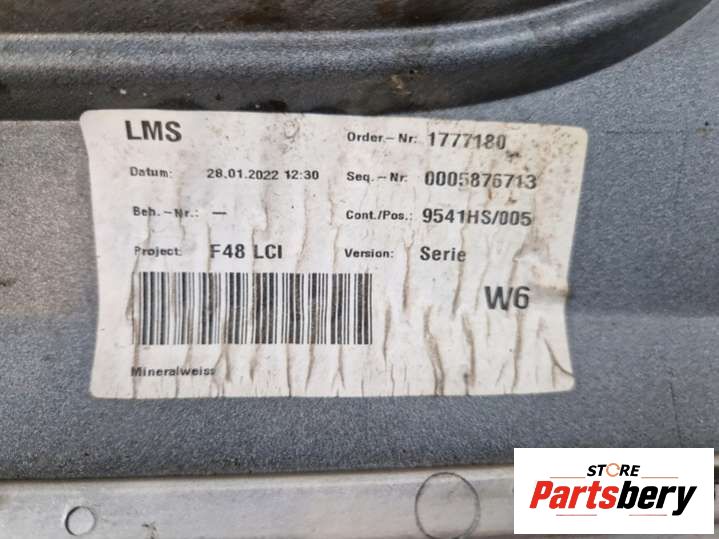 LMS
Order.-Nr: 1777180
Datum: 28.01.2022 12:30
Seq.-Nr: 0005876713
Beh.-Nr.: -
Cont./Pos.: 9541HS/005
Project: F48 LCI
Version: Serie
W6
Mineralweiss
STORE
Partsbery